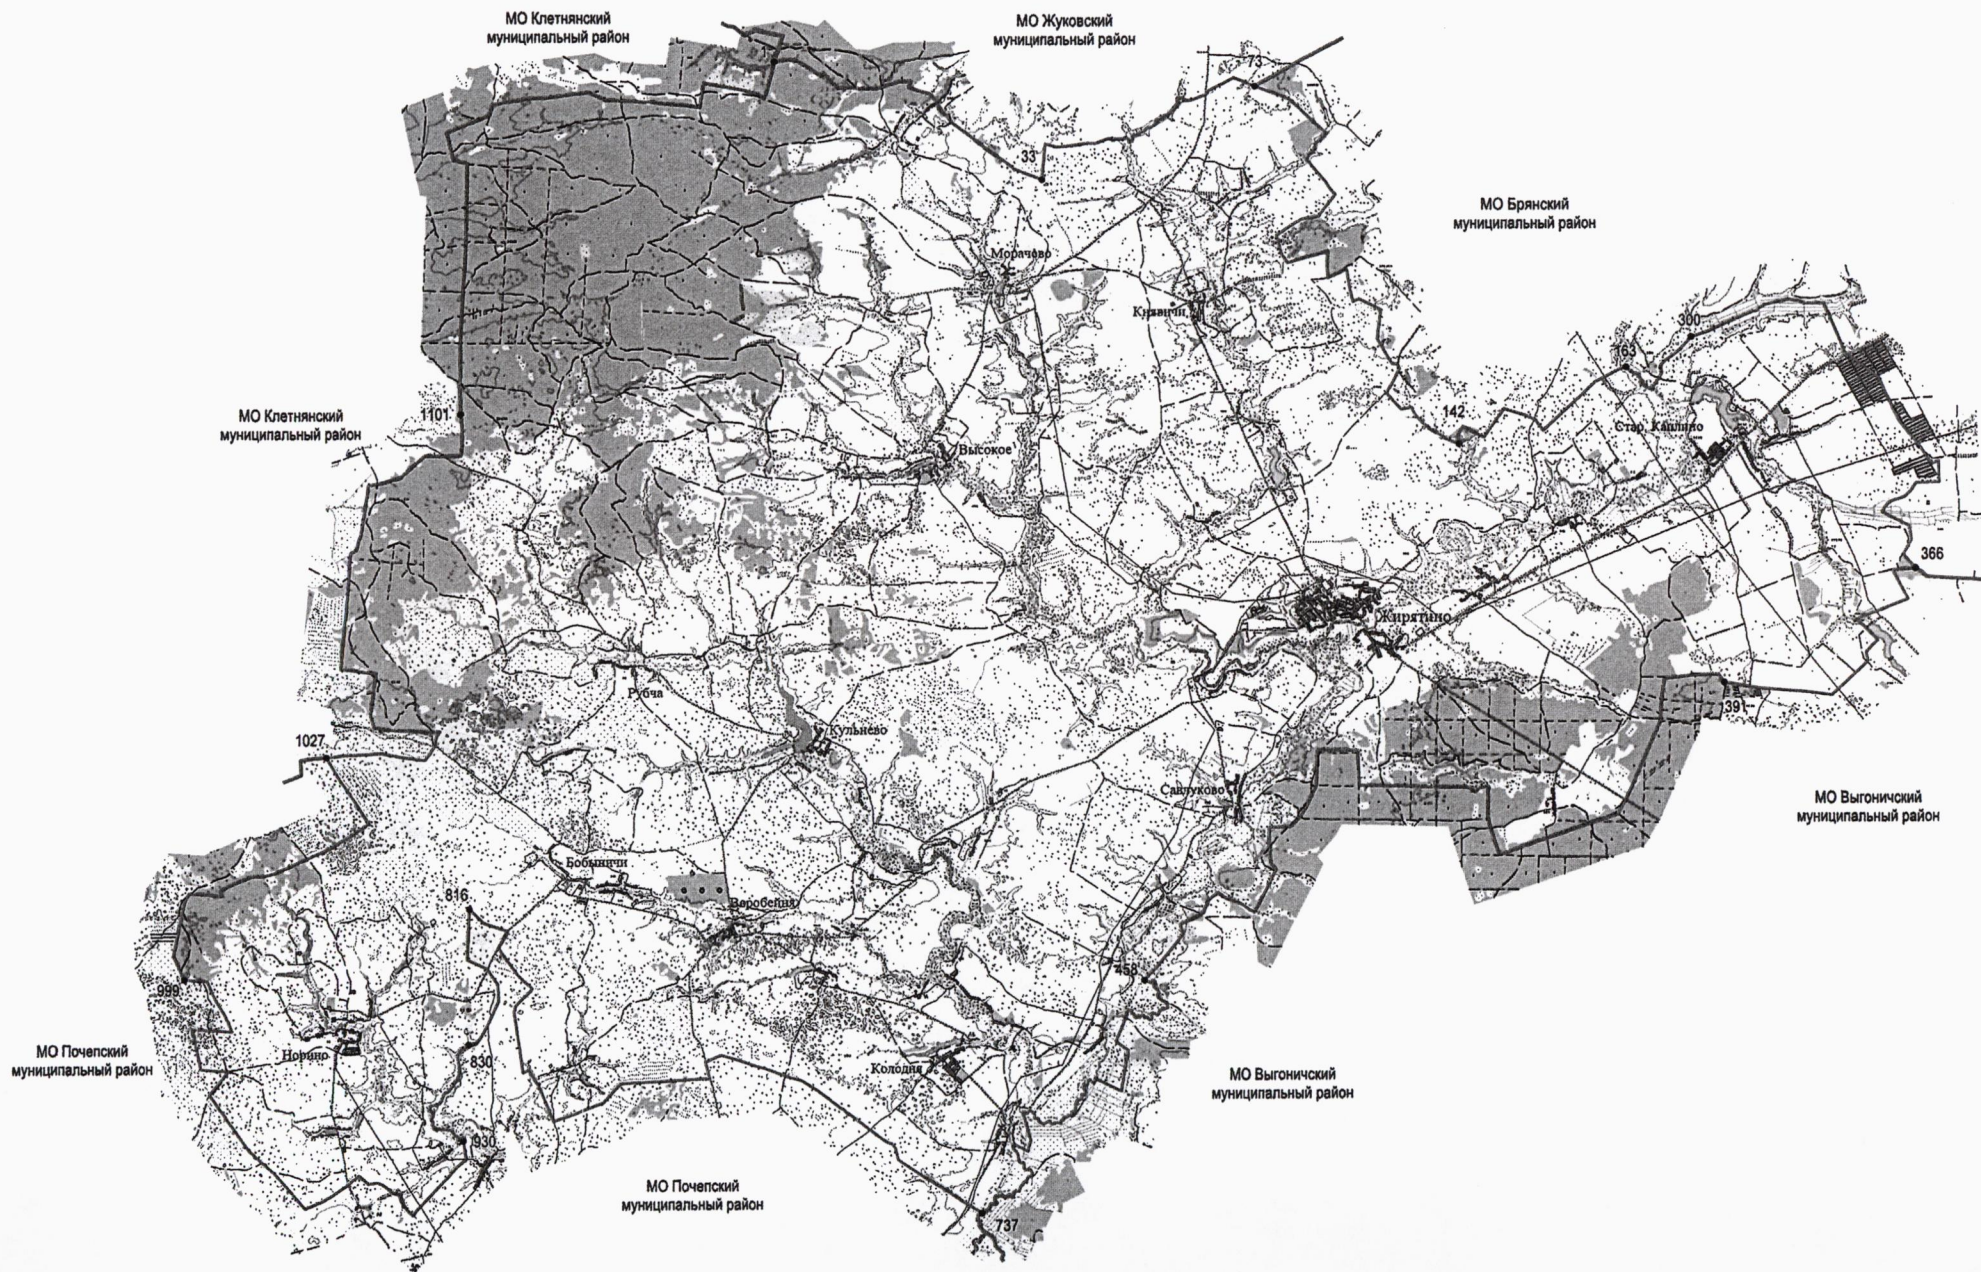 МО Клетнянский
муниципальный район
МО Жуковский
муниципальный район
1
73
33
МО Брянский
муниципальный район
Морачово
Княвичи
300
163
МО Клетнянский
муниципальный район
1101
142
Стар. Каплино
Высокое
366
Жирятино
Рубча
391
Кульнево
1027
Савлуково
МО Выгоничский
муниципальный район
Бобыничи
816
Воробейня
458
999
МО Почепский
муниципальный район
Норино
830
Колодня
МО Выгоничский
муниципальный район
930
МО Почепский
муниципальный район
737